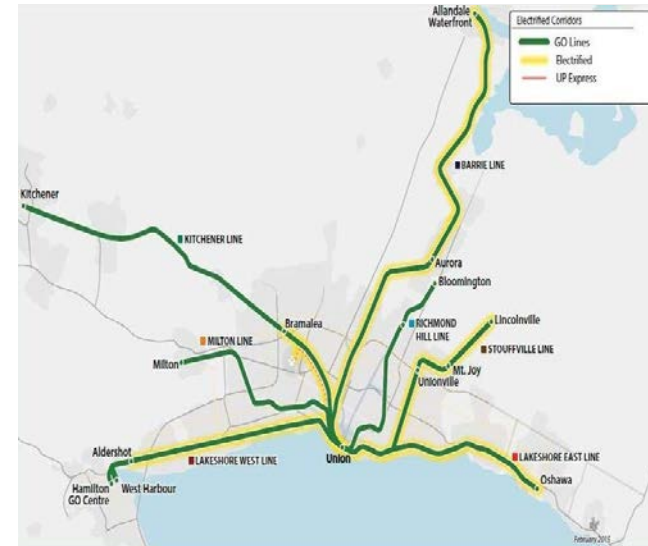 Allandale
Waterfront
Electrified Corridors
GO Lines
Electrified
UP Express
BARRIE LINE
Kitchener
KITCHENER LINE
Aurora
Bloomington
Bramalea
RICHMOND
HILL LINE
Lincolnville
MILTON LINE
STOUFFVILLE LINE
Milton
Mt. Joy
Unionville
Aldershot
LAKESHORE WEST LINE
Union
LAKESHORE EAST LINE
Hamilton
GO Centre
West Harbour
Oshawa